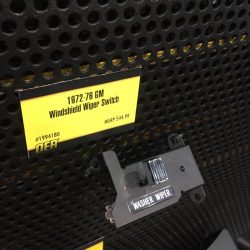 1972-76 GM
Windshield Wiper Switch
#1994180
MSRP $44.99
OER
WASHER WIPER